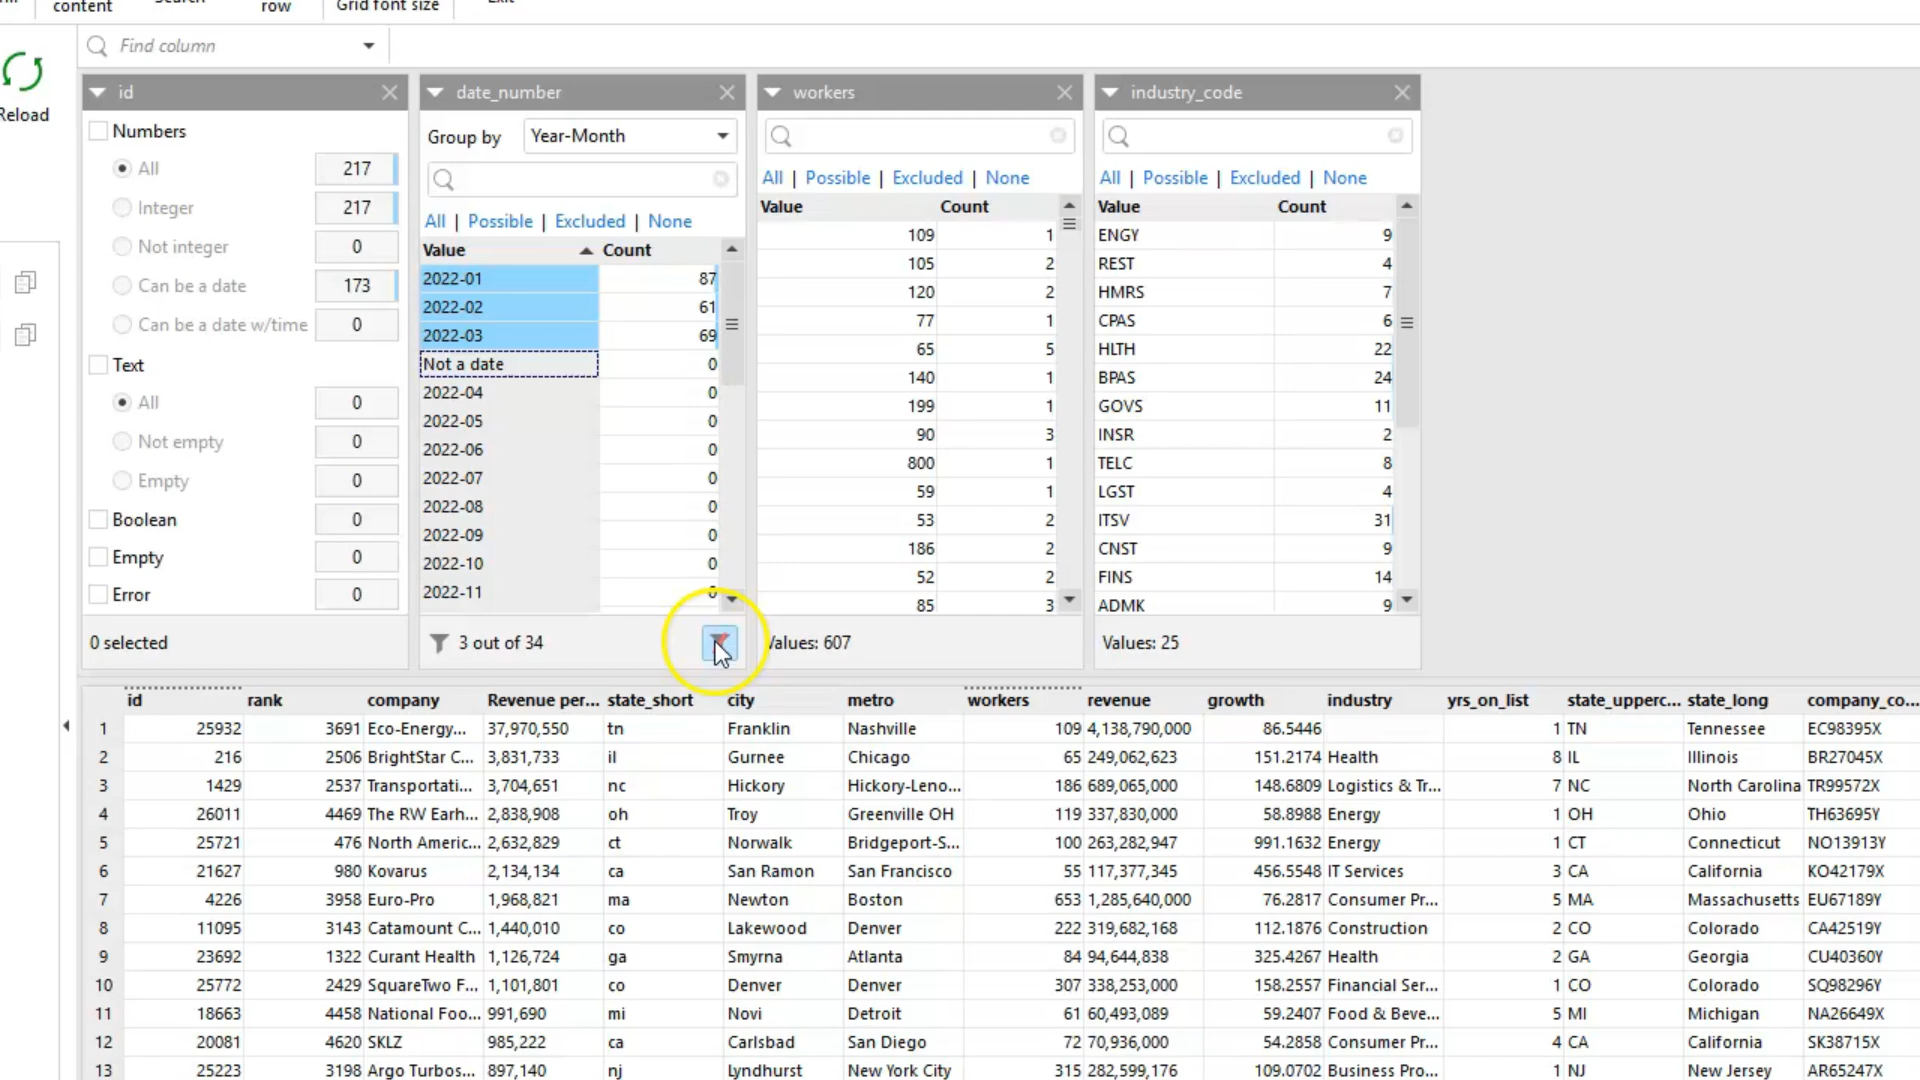 content
row
Grid font size
Find column
Reload
id
Numbers
All 217
Integer 217
Not integer 0
Can be a date 173
Can be a date w/time 0
Text
All 0
Not empty 0
Empty 0
Boolean 0
Empty 0
Error 0
0 selected
date_number
Group by Year-Month
All | Possible | Excluded | None
Value Count
2022-01 87
2022-02 61
2022-03 69
Not a date 0
2022-04 0
2022-05 0
2022-06 0
2022-07 0
2022-08 0
2022-09 0
2022-10 0
2022-11 0
3 out of 34
workers
All | Possible | Excluded | None
Value Count
109 1
105 2
120 2
77 1
65 5
140 1
199 1
90 3
800 1
59 1
53 2
186 2
52 2
85 3
Values: 607
industry_code
All | Possible | Excluded | None
Value Count
ENGY 9
REST 4
HMRS 7
CPAS 6
HLTH 22
BPAS 24
GOVS 11
INSR 2
TELC 8
LGST 4
ITSV 31
CNST 9
FINS 14
ADMK 9
Values: 25
id rank company Revenue per... state_short city metro workers revenue growth industry yrs_on_list state_upperc... state_long company_co...
1 25932 3691 Eco-Energy... 37,970,550 tn Franklin Nashville 109 4,138,790,000 86.5446 1 TN Tennessee EC98395X
2 216 2506 BrightStar C... 3,831,733 il Gurnee Chicago 65 249,062,623 151.2174 Health 8 IL Illinois BR27045X
3 1429 2537 Transportati... 3,704,651 nc Hickory Hickory-Leno... 186 689,065,000 148.6809 Logistics & Tr... 7 NC North Carolina TR99572X
4 26011 4469 The RW Earh... 2,838,908 oh Troy Greenville OH 119 337,830,000 58.8988 Energy 1 OH Ohio TH63695Y
5 25721 476 North Americ... 2,632,829 ct Norwalk Bridgeport-S... 100 263,282,947 991.1632 Energy 1 CT Connecticut NO13913Y
6 21627 980 Kovarus 2,134,134 ca San Ramon San Francisco 55 117,377,345 456.5548 IT Services 3 CA California KO42179X
7 4226 3958 Euro-Pro 1,968,821 ma Newton Boston 653 1,285,640,000 76.2817 Consumer Pr... 5 MA Massachusetts EU67189Y
8 11095 3143 Catamount C... 1,440,010 co Lakewood Denver 222 319,682,168 112.1876 Construction 2 CO Colorado CA42519Y
9 23692 1322 Curant Health 1,126,724 ga Smyrna Atlanta 84 94,644,838 325.4267 Health 2 GA Georgia CU40360Y
10 25772 2429 SquareTwo F... 1,101,801 co Denver Denver 307 338,253,000 158.2557 Financial Ser... 1 CO Colorado SQ98296Y
11 18663 4458 National Foo... 991,690 mi Novi Detroit 61 60,493,089 59.2407 Food & Beve... 5 MI Michigan NA26649X
12 20081 4620 SKLZ 985,222 ca Carlsbad San Diego 72 70,936,000 54.2858 Consumer Pr... 4 CA California SK38715X
13 25223 3198 Argo Turbos... 897,140 nj Lyndhurst New York City 315 282,599,176 109.0702 Business Pro... 1 NJ New Jersey AR65247X